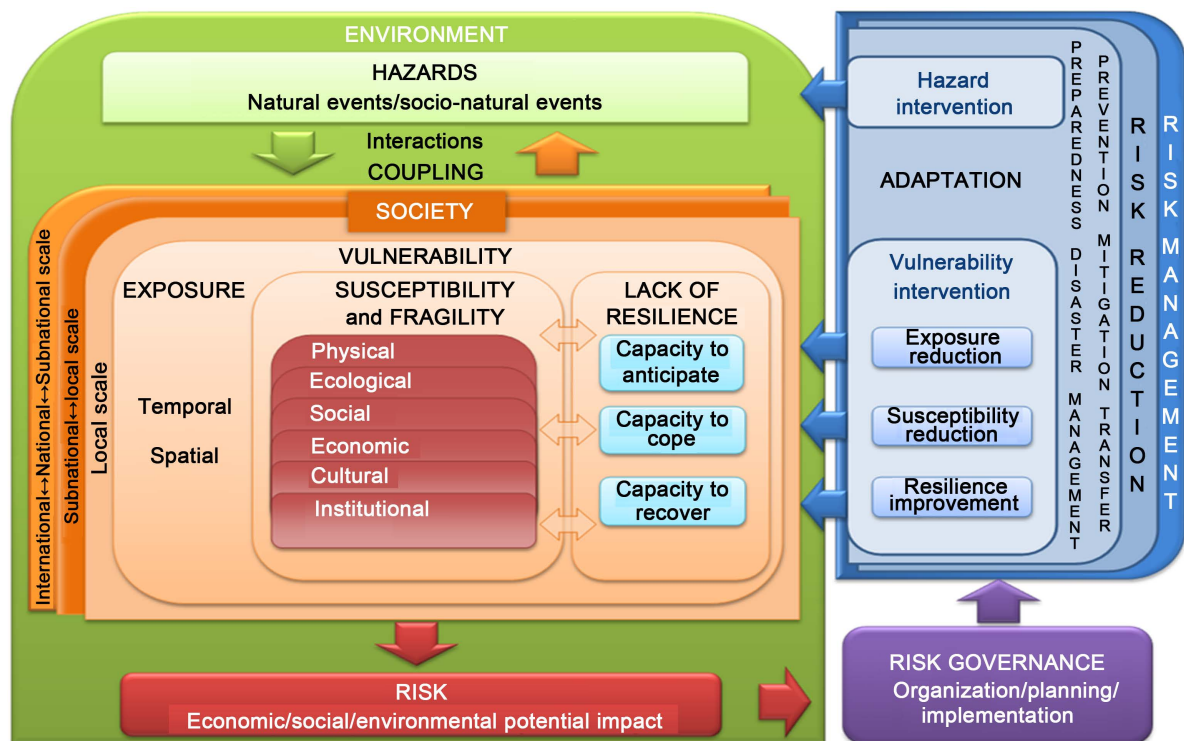 ENVIRONMENT
HAZARDS
Natural events/socio-natural events
Interactions
COUPLING
SOCIETY
International↔National↔Subnational scale
Subnational↔local scale
Local scale
VULNERABILITY
EXPOSURE
Temporal
Spatial
SUSCEPTIBILITY
and FRAGILITY
Physical
Ecological
Social
Economic
Cultural
Institutional
LACK OF
RESILIENCE
Capacity to
anticipate
Capacity to
cope
Capacity to
recover
RISK
Economic/social/environmental potential impact
Hazard
intervention
ADAPTATION
Vulnerability
intervention
Exposure
reduction
Susceptibility
reduction
Resilience
improvement
PREPAREDNESS DISASTER MANAGEMENT
PREVENTION MITIGATION TRANSFER
RISK REDUCTION
RISK MANAGEMENT
RISK GOVERNANCE
Organization/planning/
implementation